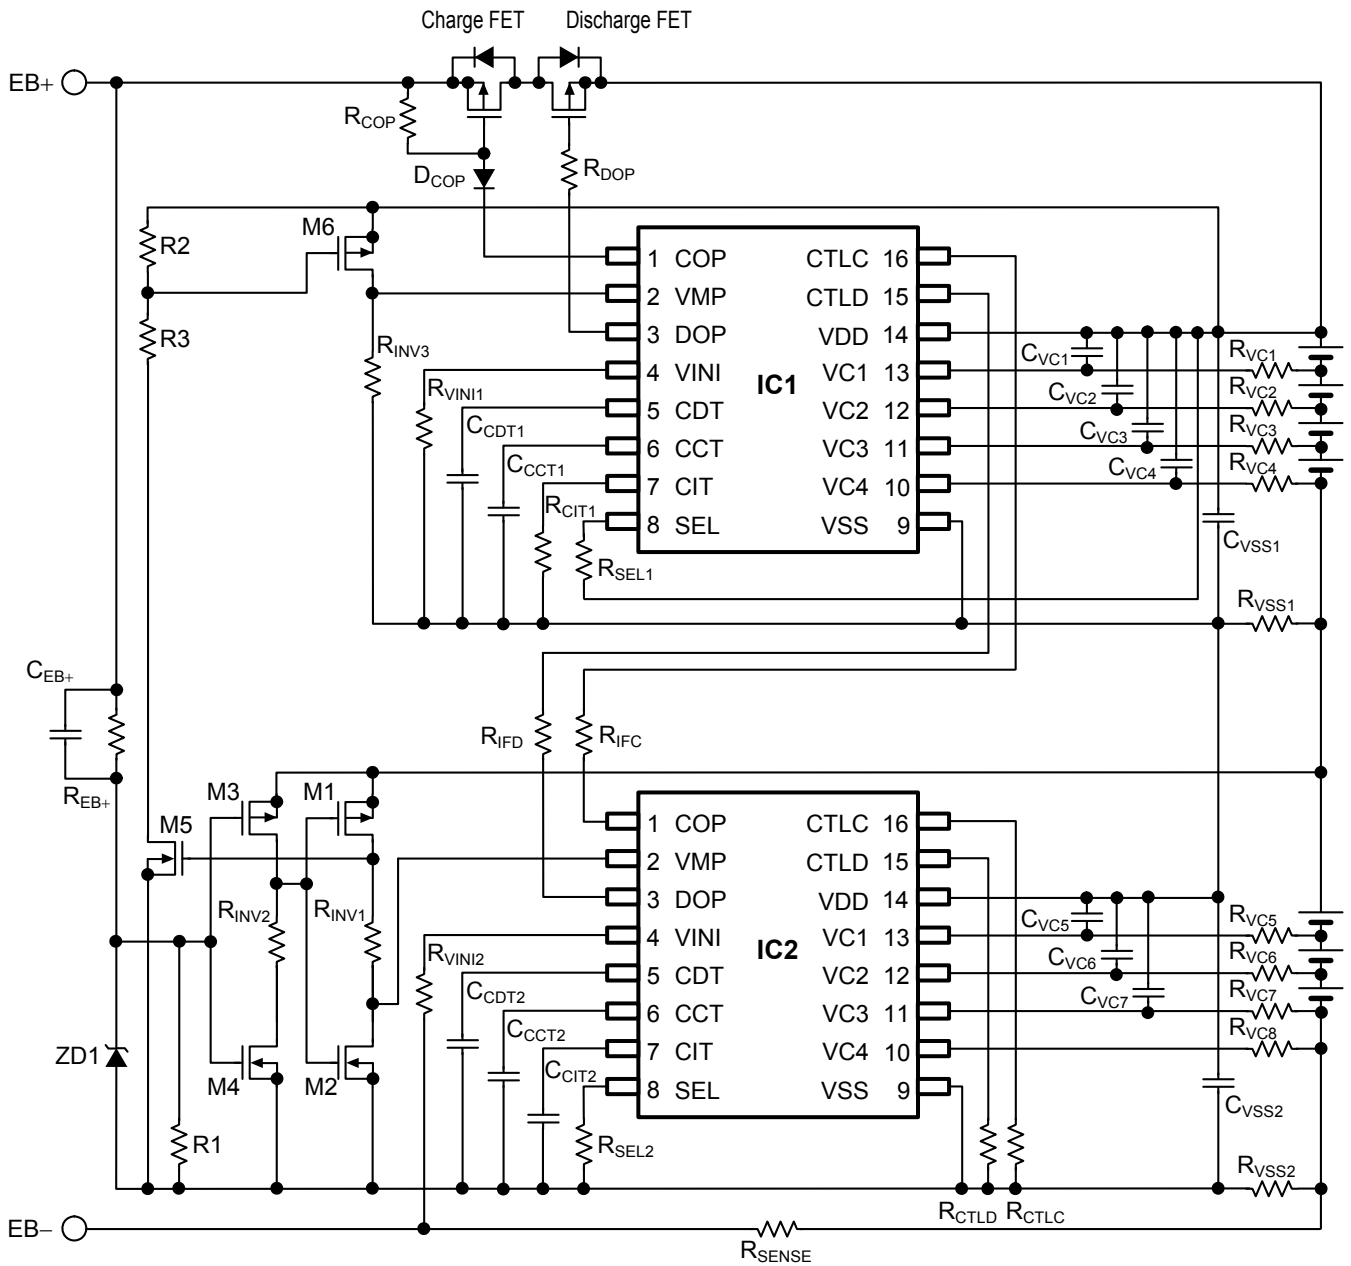 Charge FET Discharge FET
EB+
RCOP
DCOP
RDOP
M6
R2
R3
RINV3
1 COP CTLC 16
2 VMP CTLD 15
3 DOP VDD 14
4 VINI VC1 13
5 CDT VC2 12
6 CCT VC3 11
7 CIT VC4 10
8 SEL VSS 9
IC1
RVINI1
CCDT1
CCCT1
RCIT1
RSEL1
CVC1
CVC2
CVC3
CVC4
RVC1
RVC2
RVC3
RVC4
CVSS1
RVSS1
CEB+
REB+
RIFD
RIFC
M3
M1
M5
RINV2
RINV1
1 COP CTLC 16
2 VMP CTLD 15
3 DOP VDD 14
4 VINI VC1 13
5 CDT VC2 12
6 CCT VC3 11
7 CIT VC4 10
8 SEL VSS 9
IC2
RVINI2
CCDT2
CCCT2
CCIT2
RSEL2
CVC5
CVC6
CVC7
RVC5
RVC6
RVC7
RVC8
CVSS2
RVSS2
ZD1
M4
M2
R1
RCTLD
RCTLC
EB−
RSENSE